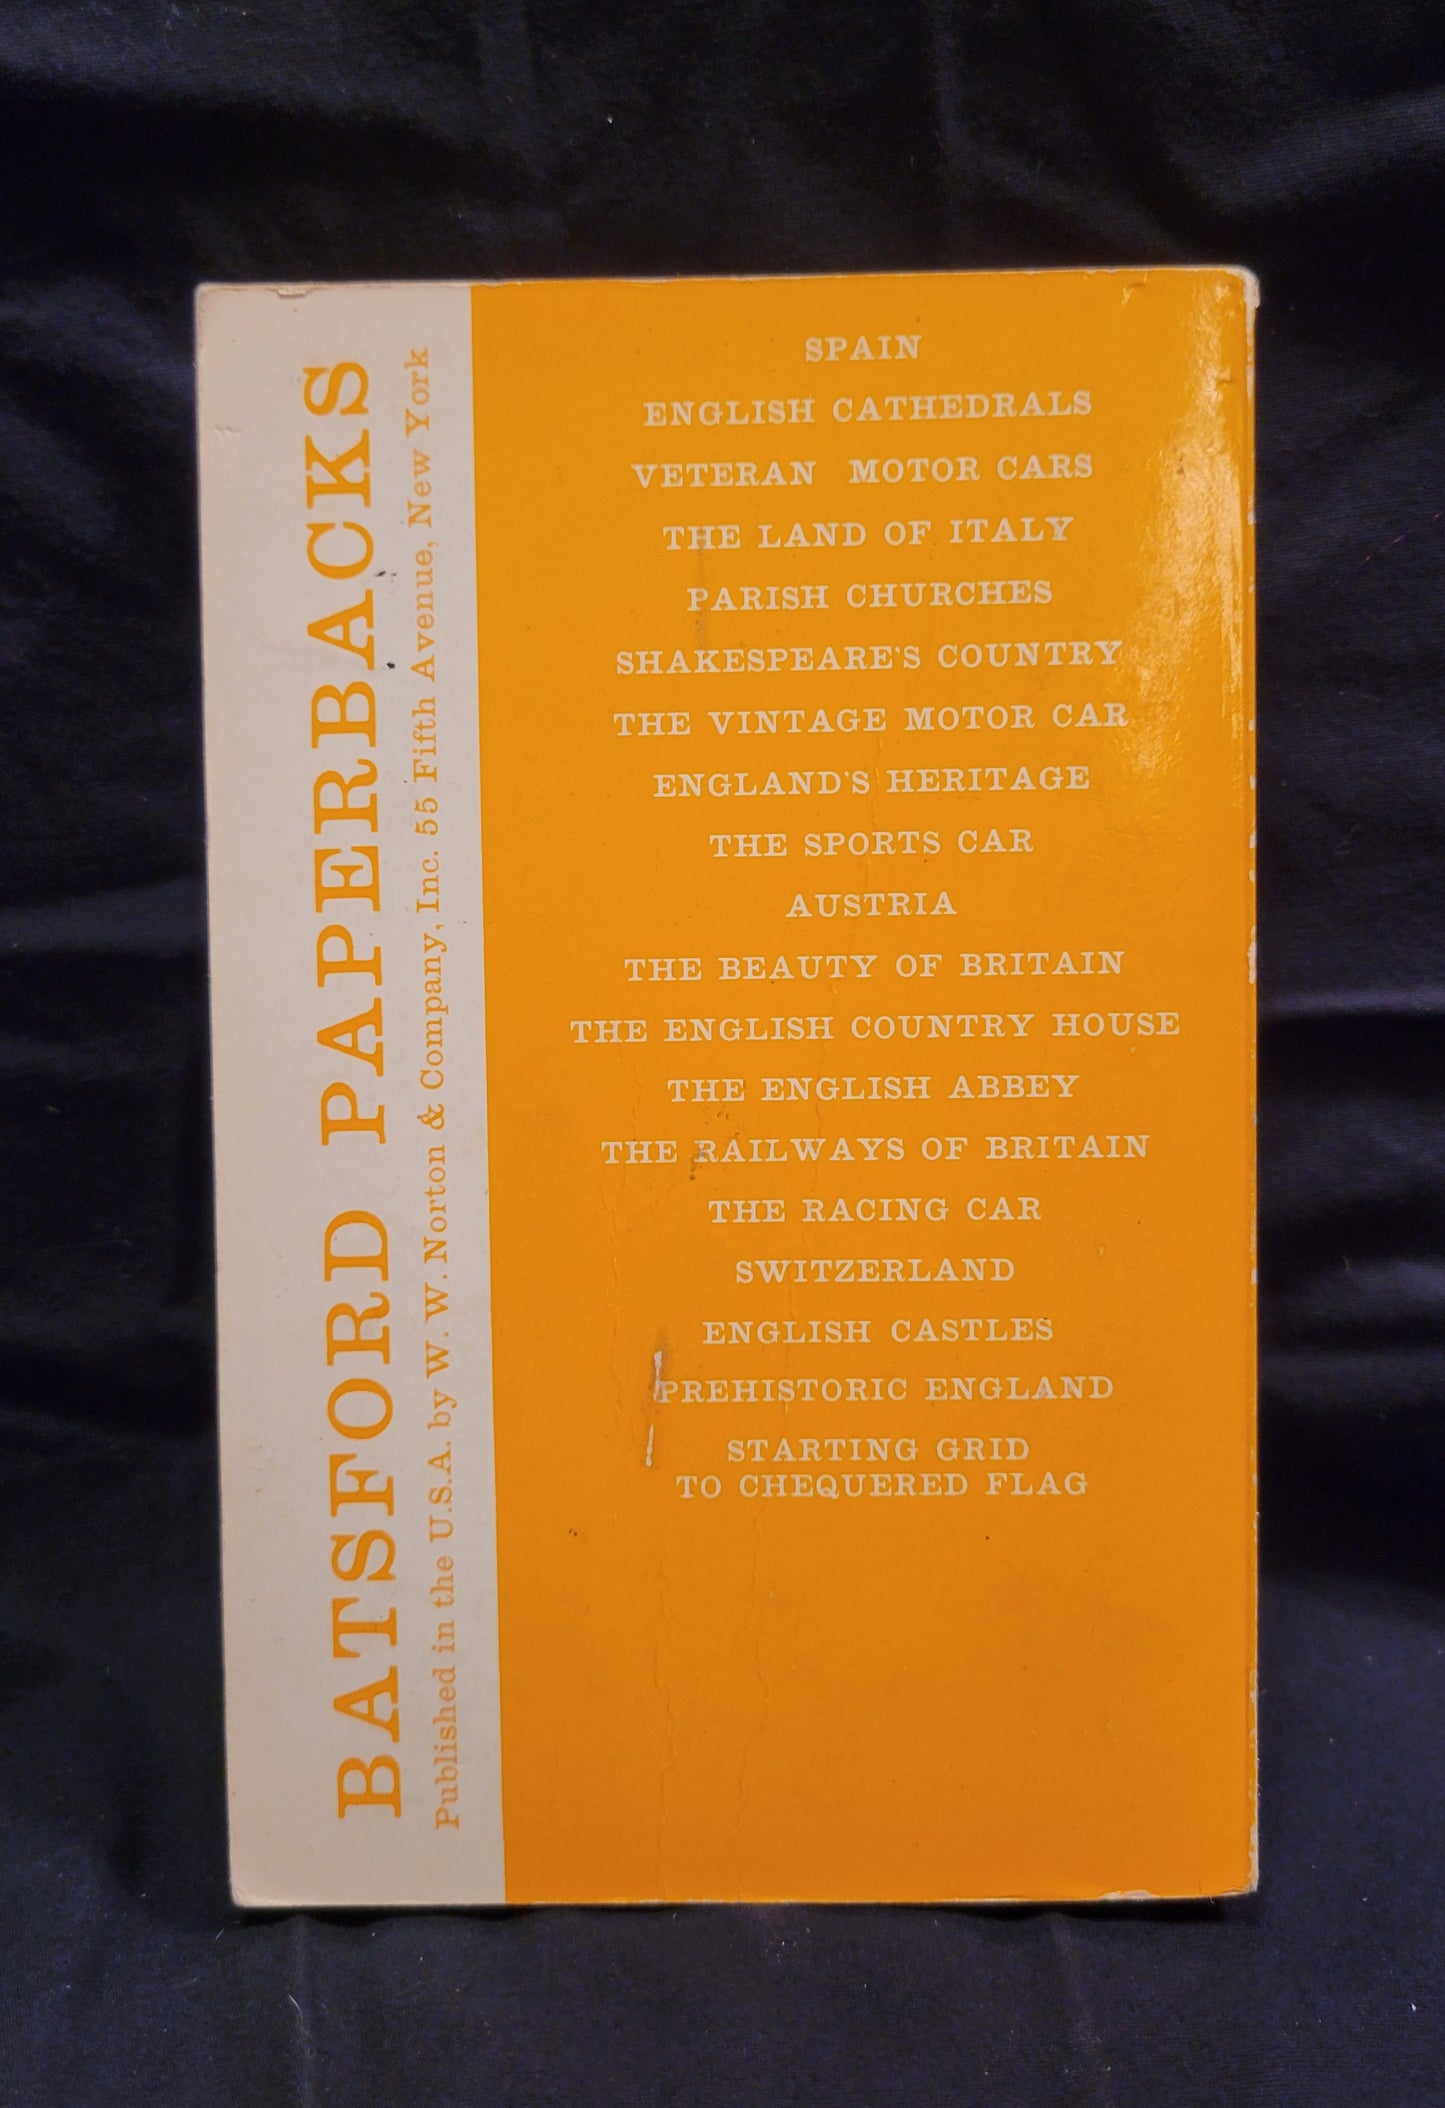 BATSFORD PAPERBACKS
Published in the U.S.A. by W. W. Norton & Company, Inc. 55 Fifth Avenue, New York
SPAIN
ENGLISH CATHEDRALS
VETERAN MOTOR CARS
THE LAND OF ITALY
PARISH CHURCHES
SHAKESPEARE'S COUNTRY
THE VINTAGE MOTOR CAR
ENGLAND'S HERITAGE
THE SPORTS CAR
AUSTRIA
THE BEAUTY OF BRITAIN
THE ENGLISH COUNTRY HOUSE
THE ENGLISH ABBEY
THE RAILWAYS OF BRITAIN
THE RACING CAR
SWITZERLAND
ENGLISH CASTLES
PREHISTORIC ENGLAND
STARTING GRID
TO CHEQUERED FLAG